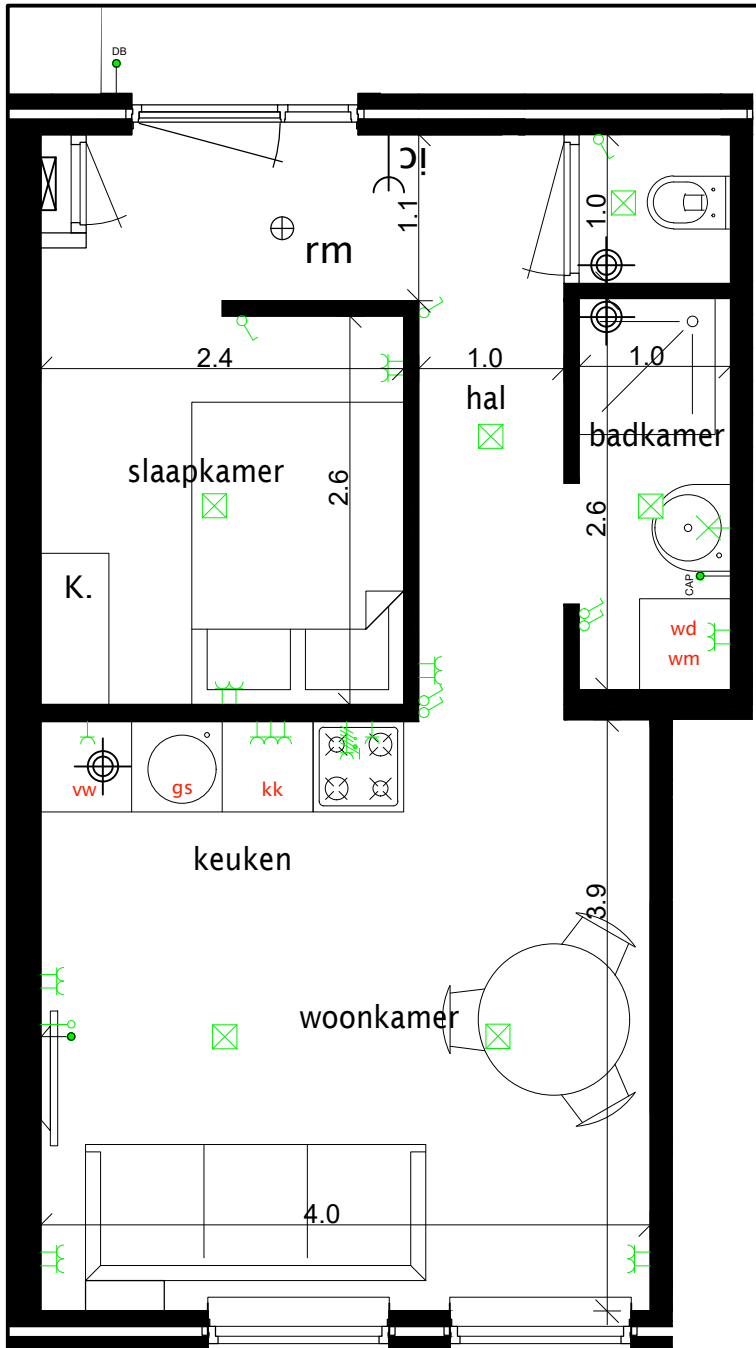 DB
ic
1.1
1.0
rm
2.4
1.0
1.0
hal
badkamer
slaapkamer
2.6
2.6
K.
CAP
wd
wm
vw
gs
kk
keuken
3.9
woonkamer
4.0